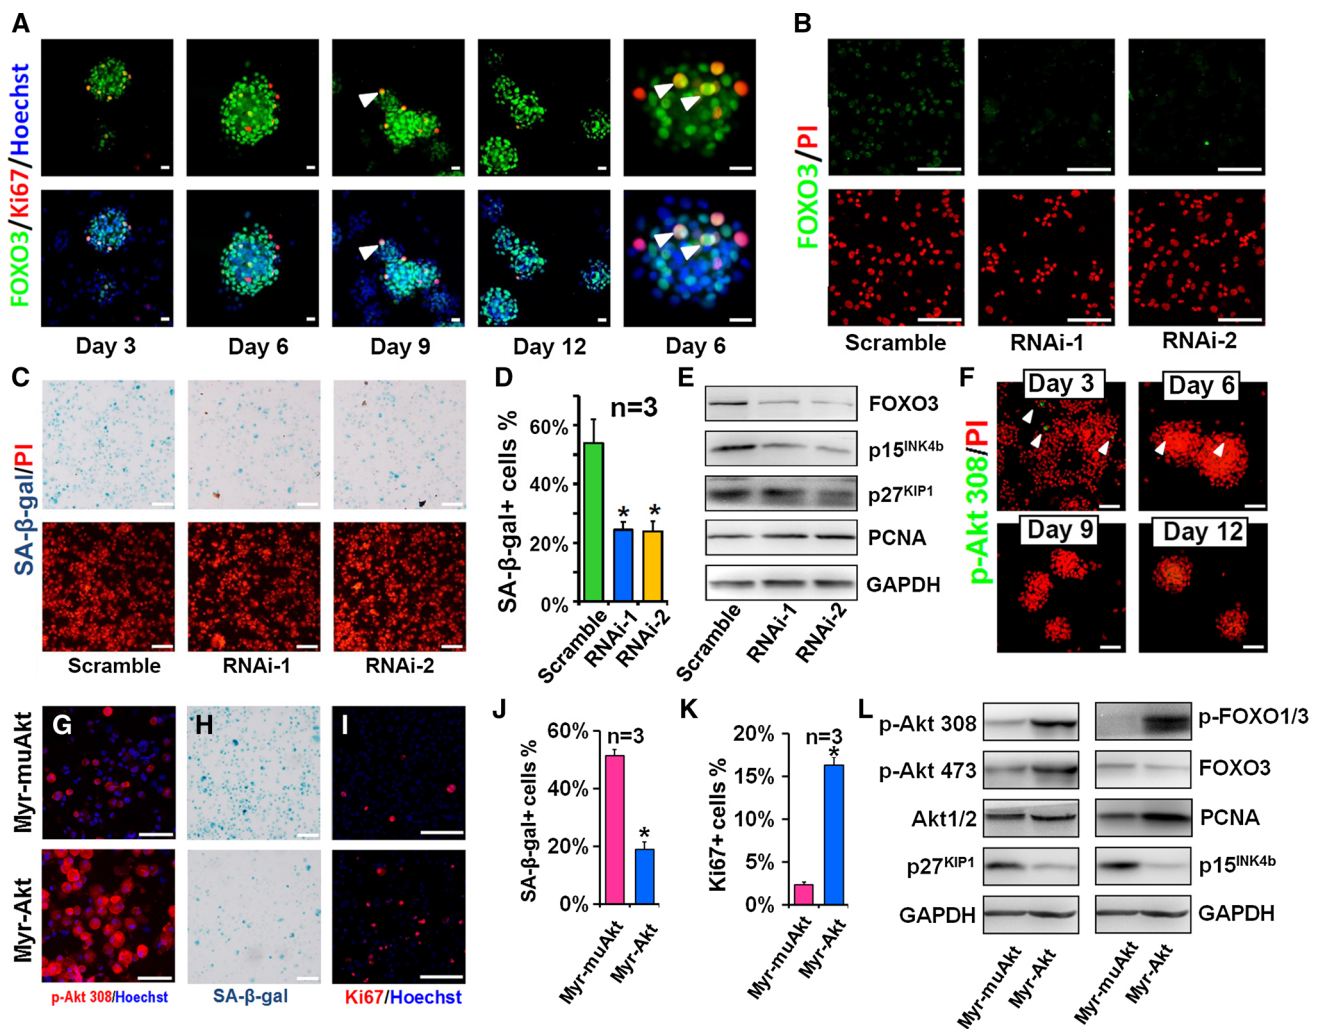 A
FOXO3/Ki67/Hoechst
Day 3
Day 6
Day 9
Day 12
Day 6
B
FOXO3/PI
Scramble
RNAi-1
RNAi-2
C
SA-β-gal/PI
Scramble
RNAi-1
RNAi-2
D
SA-β-gal+ cells %
n=3
60%
40%
20%
0%
*
*
Scramble
RNAi-1
RNAi-2
E
FOXO3
p15INK4b
p27KIP1
PCNA
GAPDH
Scramble
RNAi-1
RNAi-2
F
p-Akt 308/PI
Day 3
Day 6
Day 9
Day 12
Myr-muAkt
Myr-Akt
G
p-Akt 308/Hoechst
H
SA-β-gal
I
Ki67/Hoechst
J
SA-β-gal+ cells %
n=3
60%
40%
20%
0%
*
Myr-muAkt
Myr-Akt
K
Ki67+ cells %
n=3
20%
15%
10%
5%
0%
*
Myr-muAkt
Myr-Akt
L
p-Akt 308
p-Akt 473
Akt1/2
p27KIP1
GAPDH
p-FOXO1/3
FOXO3
PCNA
p15INK4b
GAPDH
Myr-muAkt
Myr-Akt
Myr-muAkt
Myr-Akt